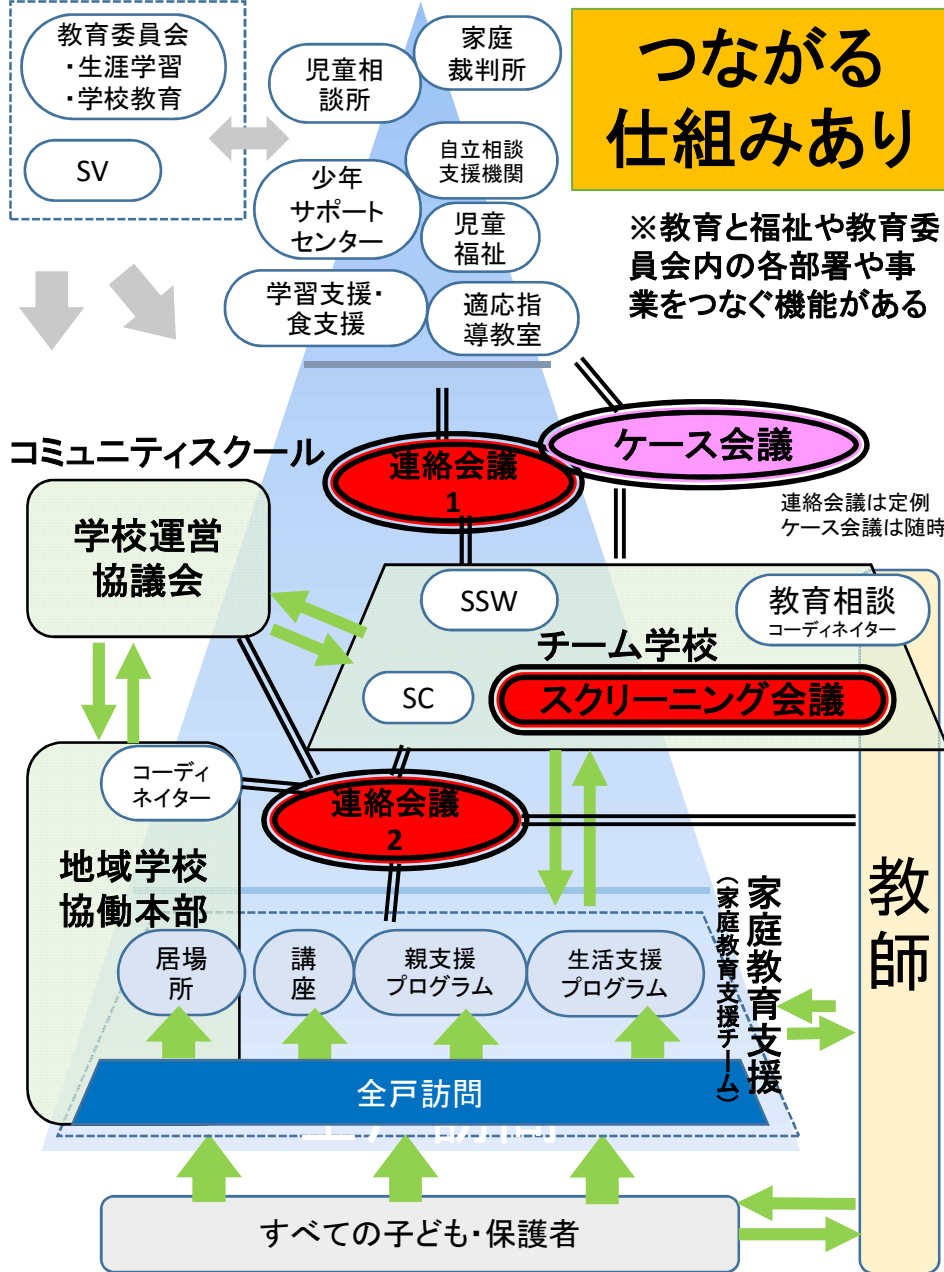 教育委員会
・生涯学習
・学校教育
SV
児童相
談所
家庭
裁判所
つながる
仕組みあり
自立相談
支援機関
少年
サポート
センター
児童
福祉
※教育と福祉や教育委
員会内の各部署や事
業をつなぐ機能がある
学習支援・
食支援
適応指
導教室
コミュニティスクール
連絡会議
1
ケース会議
連絡会議は定例
ケース会議は随時
学校運営
協議会
SSW
教育相談
コーディネイター
チーム学校
SC
スクリーニング会議
コーディ
ネイター
連絡会議
2
地域学校
協働本部
教師
家庭教育支援
（家庭教育支援チーム）
居場
所
講
座
親支援
プログラム
生活支援
プログラム
全戸訪問
全戸訪問
すべての子ども・保護者